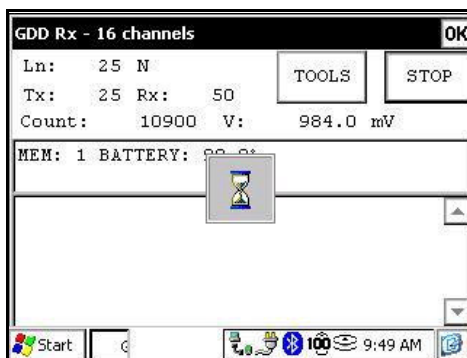 GDD Rx - 16 channels OK
Ln: 25 N
TOOLS STOP
Tx: 25 Rx: 50
Count: 10900 V: 984.0 mV
MEM: 1 BATTERY:
Start 100 9:49 AM